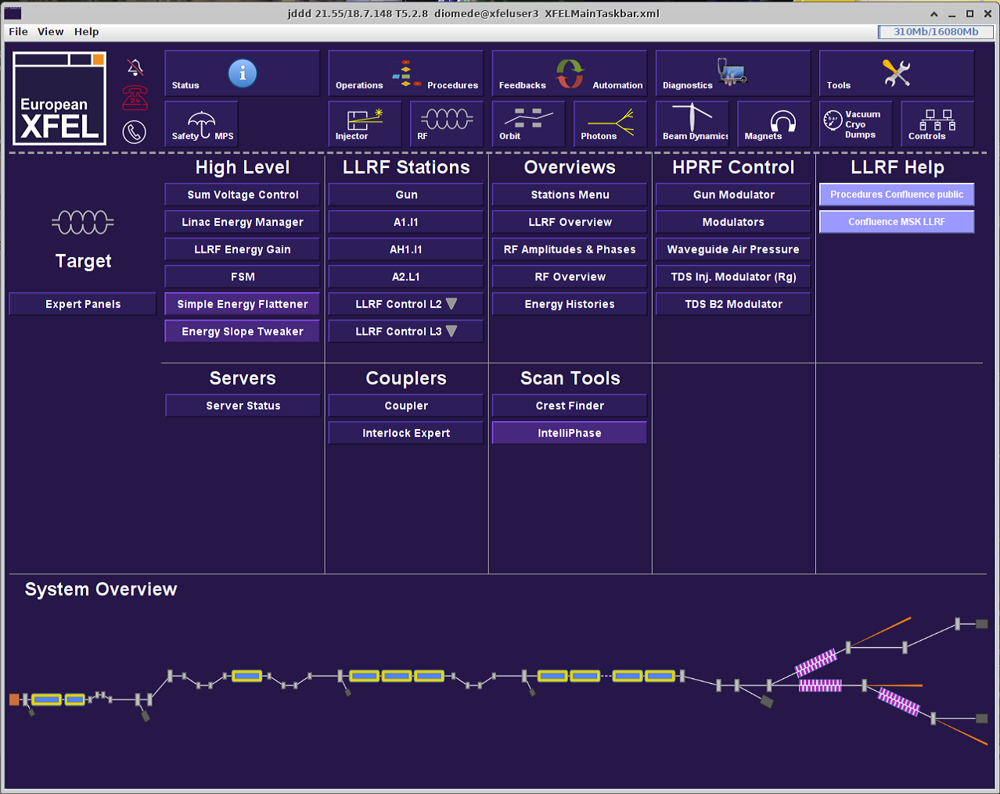 jddd 21.55/18.7.148 T5.2.8 diomede@xfeluser3 XFELMainTaskbar.xml
File View Help
310Mb/16080Mb
European
XFEL
24
Status
i
Operations
Procedures
Feedbacks
Automation
Diagnostics
Tools
Safety
MPS
Injector
RF
Orbit
Photons
Beam Dynamics
Magnets
bar
Vacuum
Cryo
Dumps
Controls
Target
Expert Panels
High Level
Sum Voltage Control
Linac Energy Manager
LLRF Energy Gain
FSM
Simple Energy Flattener
Energy Slope Tweaker
LLRF Stations
Gun
A1.I1
AH1.I1
A2.L1
LLRF Control L2
LLRF Control L3
Overviews
Stations Menu
LLRF Overview
RF Amplitudes & Phases
RF Overview
Energy Histories
HPRF Control
Gun Modulator
Modulators
Waveguide Air Pressure
TDS Inj. Modulator (Rg)
TDS B2 Modulator
LLRF Help
Procedures Confluence public
Confluence MSK LLRF
Servers
Server Status
Couplers
Coupler
Interlock Expert
Scan Tools
Crest Finder
IntelliPhase
System Overview